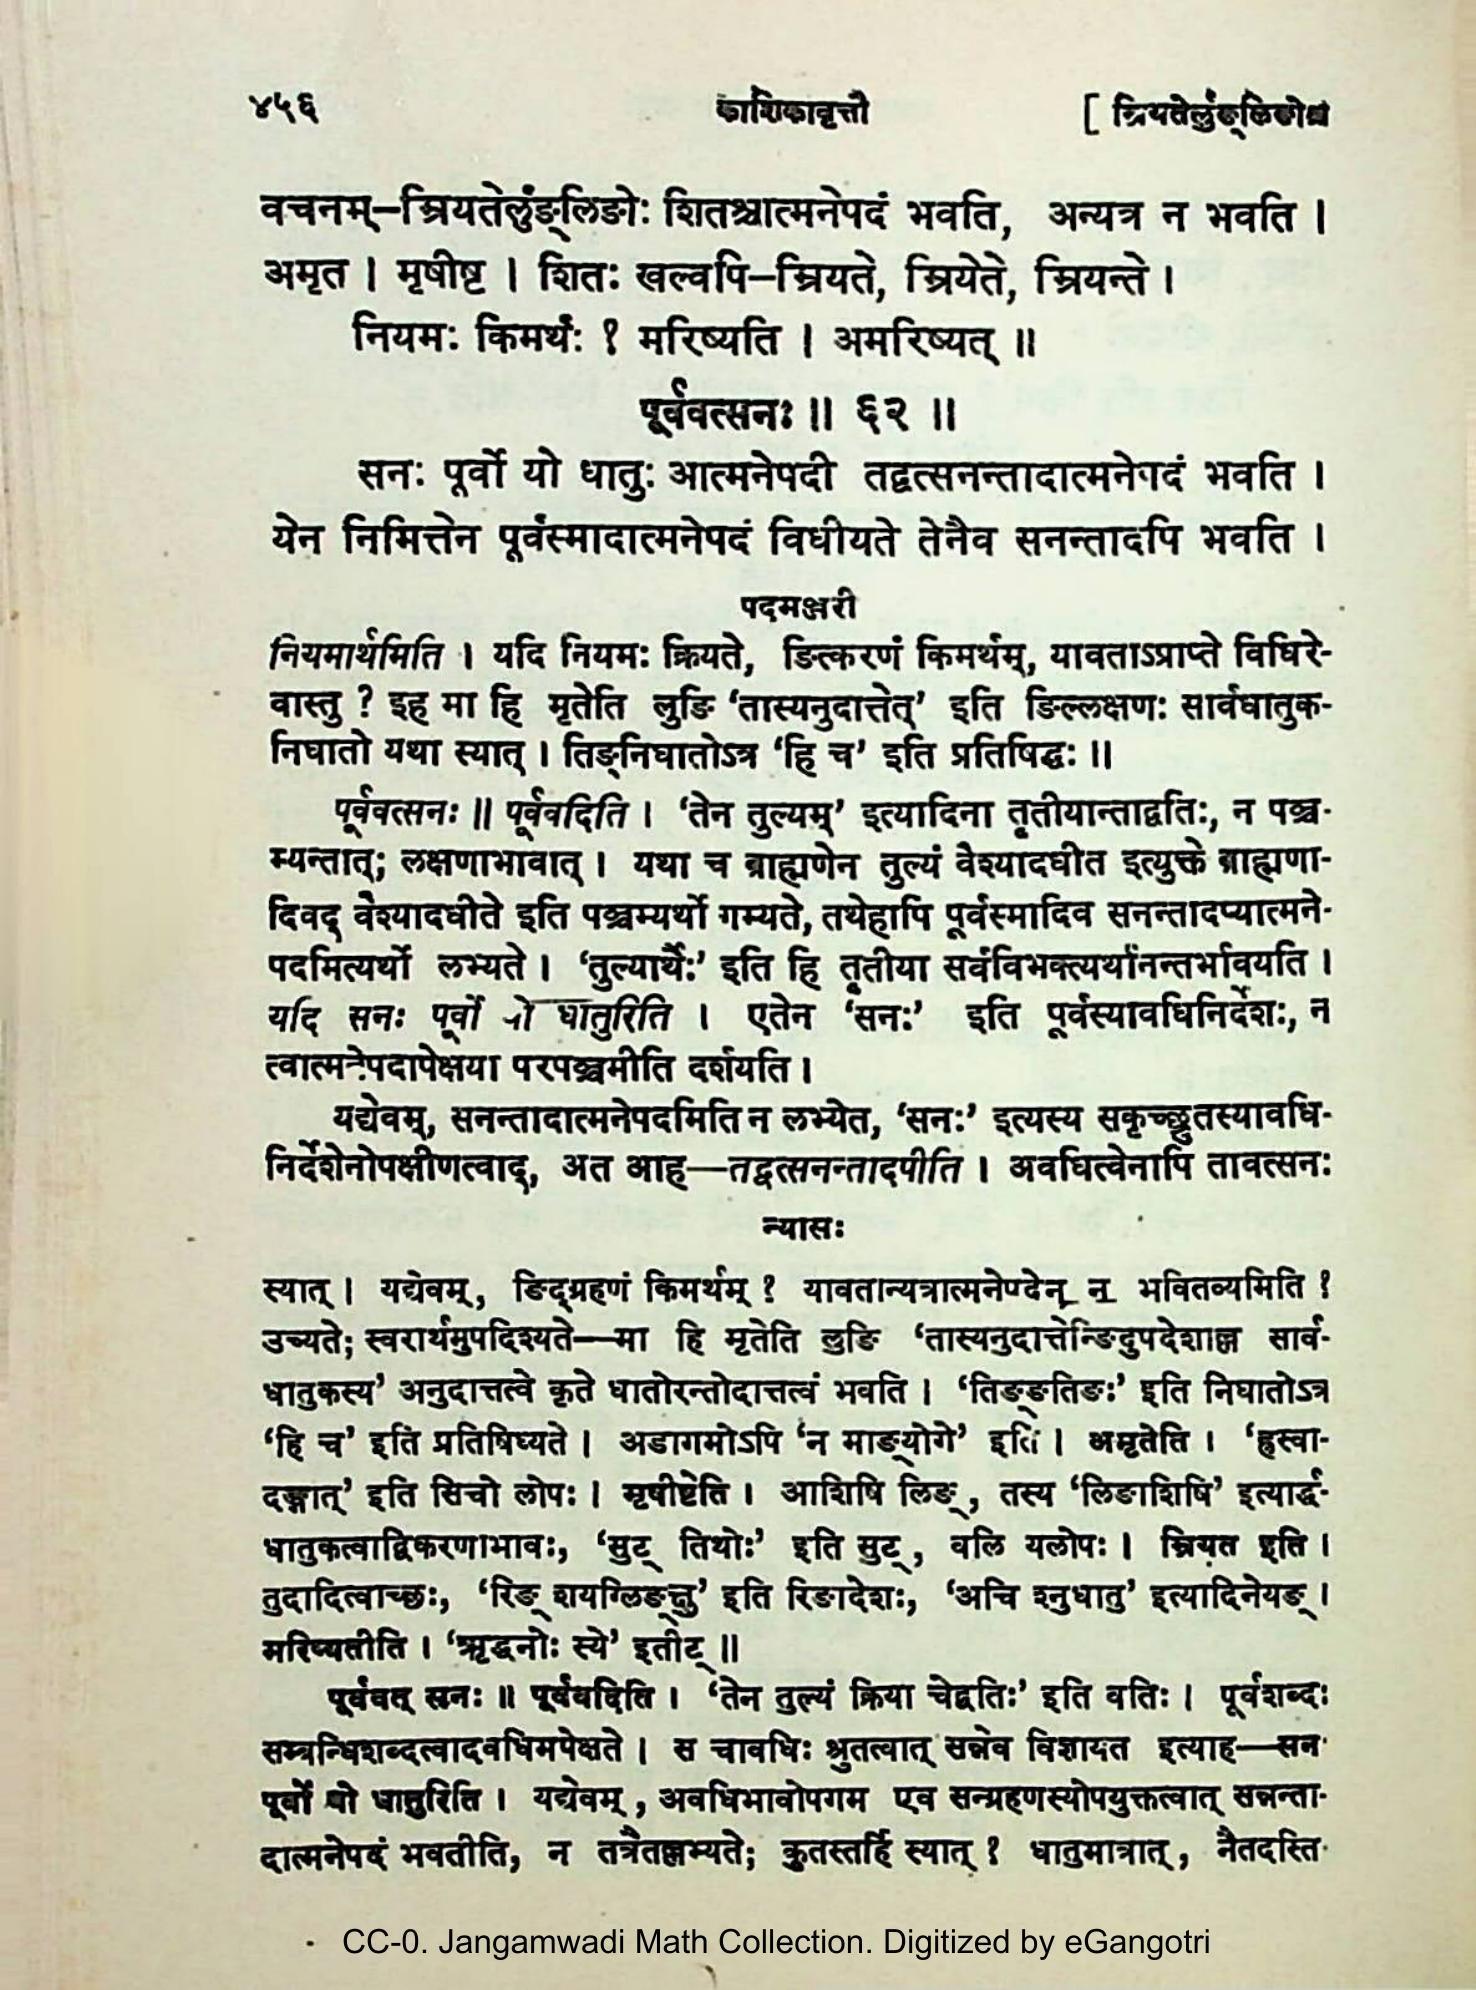 ४५६ काशिकावृत्तौ [ म्रियतेर्लुङ्लिङोश्च
वचनम्–म्रियतेर्लुङ्लिङोः शितश्चात्मनेपदं भवति, अन्यत्र न भवति ।
अमृत । मृषीष्ट । शितः खल्वपि–म्रियते, म्रियेते, म्रियन्ते ।
नियमः किमर्थः ? मरिष्यति । अमरिष्यत् ॥
पूर्ववत्सनः ॥ ६२ ॥
सनः पूर्वो यो धातुः आत्मनेपदी तद्वत्सनन्तादात्मनेपदं भवति ।
येन निमित्तेन पूर्वस्मादात्मनेपदं विधीयते तेनैव सनन्तादपि भवति ।
पदमञ्जरी
नियमार्थमिति । यदि नियमः क्रियते, ङित्करणं किमर्थम्, यावताऽप्राप्ते विधिरे-
वास्तु ? इह मा हि मृतेति लुङि ‘तास्यनुदात्तेत्’ इति ङिल्लक्षणः सार्वधातुक-
निघातो यथा स्यात् । तिङ्निघातोऽत्र ‘हि च’ इति प्रतिषिद्धः ॥
पूर्ववत्सनः ॥ पूर्ववदिति । ‘तेन तुल्यम्’ इत्यादिना तृतीयान्ताद्वतिः, न पञ्च-
म्यन्तात्; लक्षणाभावात् । यथा च ब्राह्मणेन तुल्यं वैश्यादधीत इत्युक्ते ब्राह्मणा-
दिवद् वैश्यादधीते इति पञ्चम्यर्थो गम्यते, तथेहापि पूर्वस्मादिव सनन्तादप्यात्मने-
पदमित्यर्थो लभ्यते । ‘तुल्यार्थैः’ इति हि तृतीया सर्वविभक्त्यर्थानन्तर्भावयति ।
यदि सनः पूर्वो यो धातुरिति । एतेन ‘सनः’ इति पूर्वस्यावधिनिर्देशः, न
त्वात्मनेपदापेक्षया परपञ्चमीति दर्शयति ।
यद्येवम्, सनन्तादात्मनेपदमिति न लभ्येत, ‘सनः’ इत्यस्य सकृच्छ्रुतस्यावधि-
निर्देशेनोपक्षीणत्वाद्, अत आह—तद्वत्सनन्तादपीति । अवधित्वेनापि तावत्सनः
न्यासः
स्यात् । यद्येवम्, ङिद्ग्रहणं किमर्थम् ? यावतान्यत्रात्मनेपदेन न भवितव्यमिति ?
उच्यते; स्वरार्थमुपदिश्यते—मा हि मृतेति लुङि ‘तास्यनुदात्तेन्ङिदुपदेशाल्ल सार्व-
धातुकस्य’ अनुदात्तत्वे कृते धातोरन्तोदात्तत्वं भवति । ‘तिङ्ङतिङः’ इति निघातोऽत्र
‘हि च’ इति प्रतिषिध्यते । अडागमोऽपि ‘न माङ्योगे’ इति । अमृतेति । ‘ह्रस्वा-
दङ्गात्’ इति सिचो लोपः । मृषीष्टेति । आशिषि लिङ्, तस्य ‘लिङाशिषि’ इत्यार्द्ध-
धातुकत्वाद्विकरणाभावः, ‘सुट् तिथोः’ इति सुट्, वलि यलोपः । म्रियत इति ।
तुदादित्वाच्छः, ‘रिङ् शयग्लिङ्क्षु’ इति रिङादेशः, ‘अचि श्नुधातु’ इत्यादिनेयङ् ।
मरिष्यतीति । ‘ऋद्धनोः स्ये’ इतीट् ॥
पूर्ववत् सनः ॥ पूर्ववदिति । ‘तेन तुल्यं क्रिया चेद्वतिः’ इति वतिः । पूर्वशब्दः
सम्बन्धिशब्दत्वादवधिमपेक्षते । स चावधिः श्रुतत्वात् सन्नेव विज्ञायत इत्याह—सन
पूर्वो यो धातुरिति । यद्येवम्, अवधिभावोपगम एव सन्ग्रहणस्योपयुक्तत्वात् सन्नन्ता-
दात्मनेपदं भवतीति, न तत्रैतल्लभ्यते; कुतस्तर्हि स्यात् ? धातुमात्रात्, नैतदस्ति
CC-0. Jangamwadi Math Collection. Digitized by eGangotri